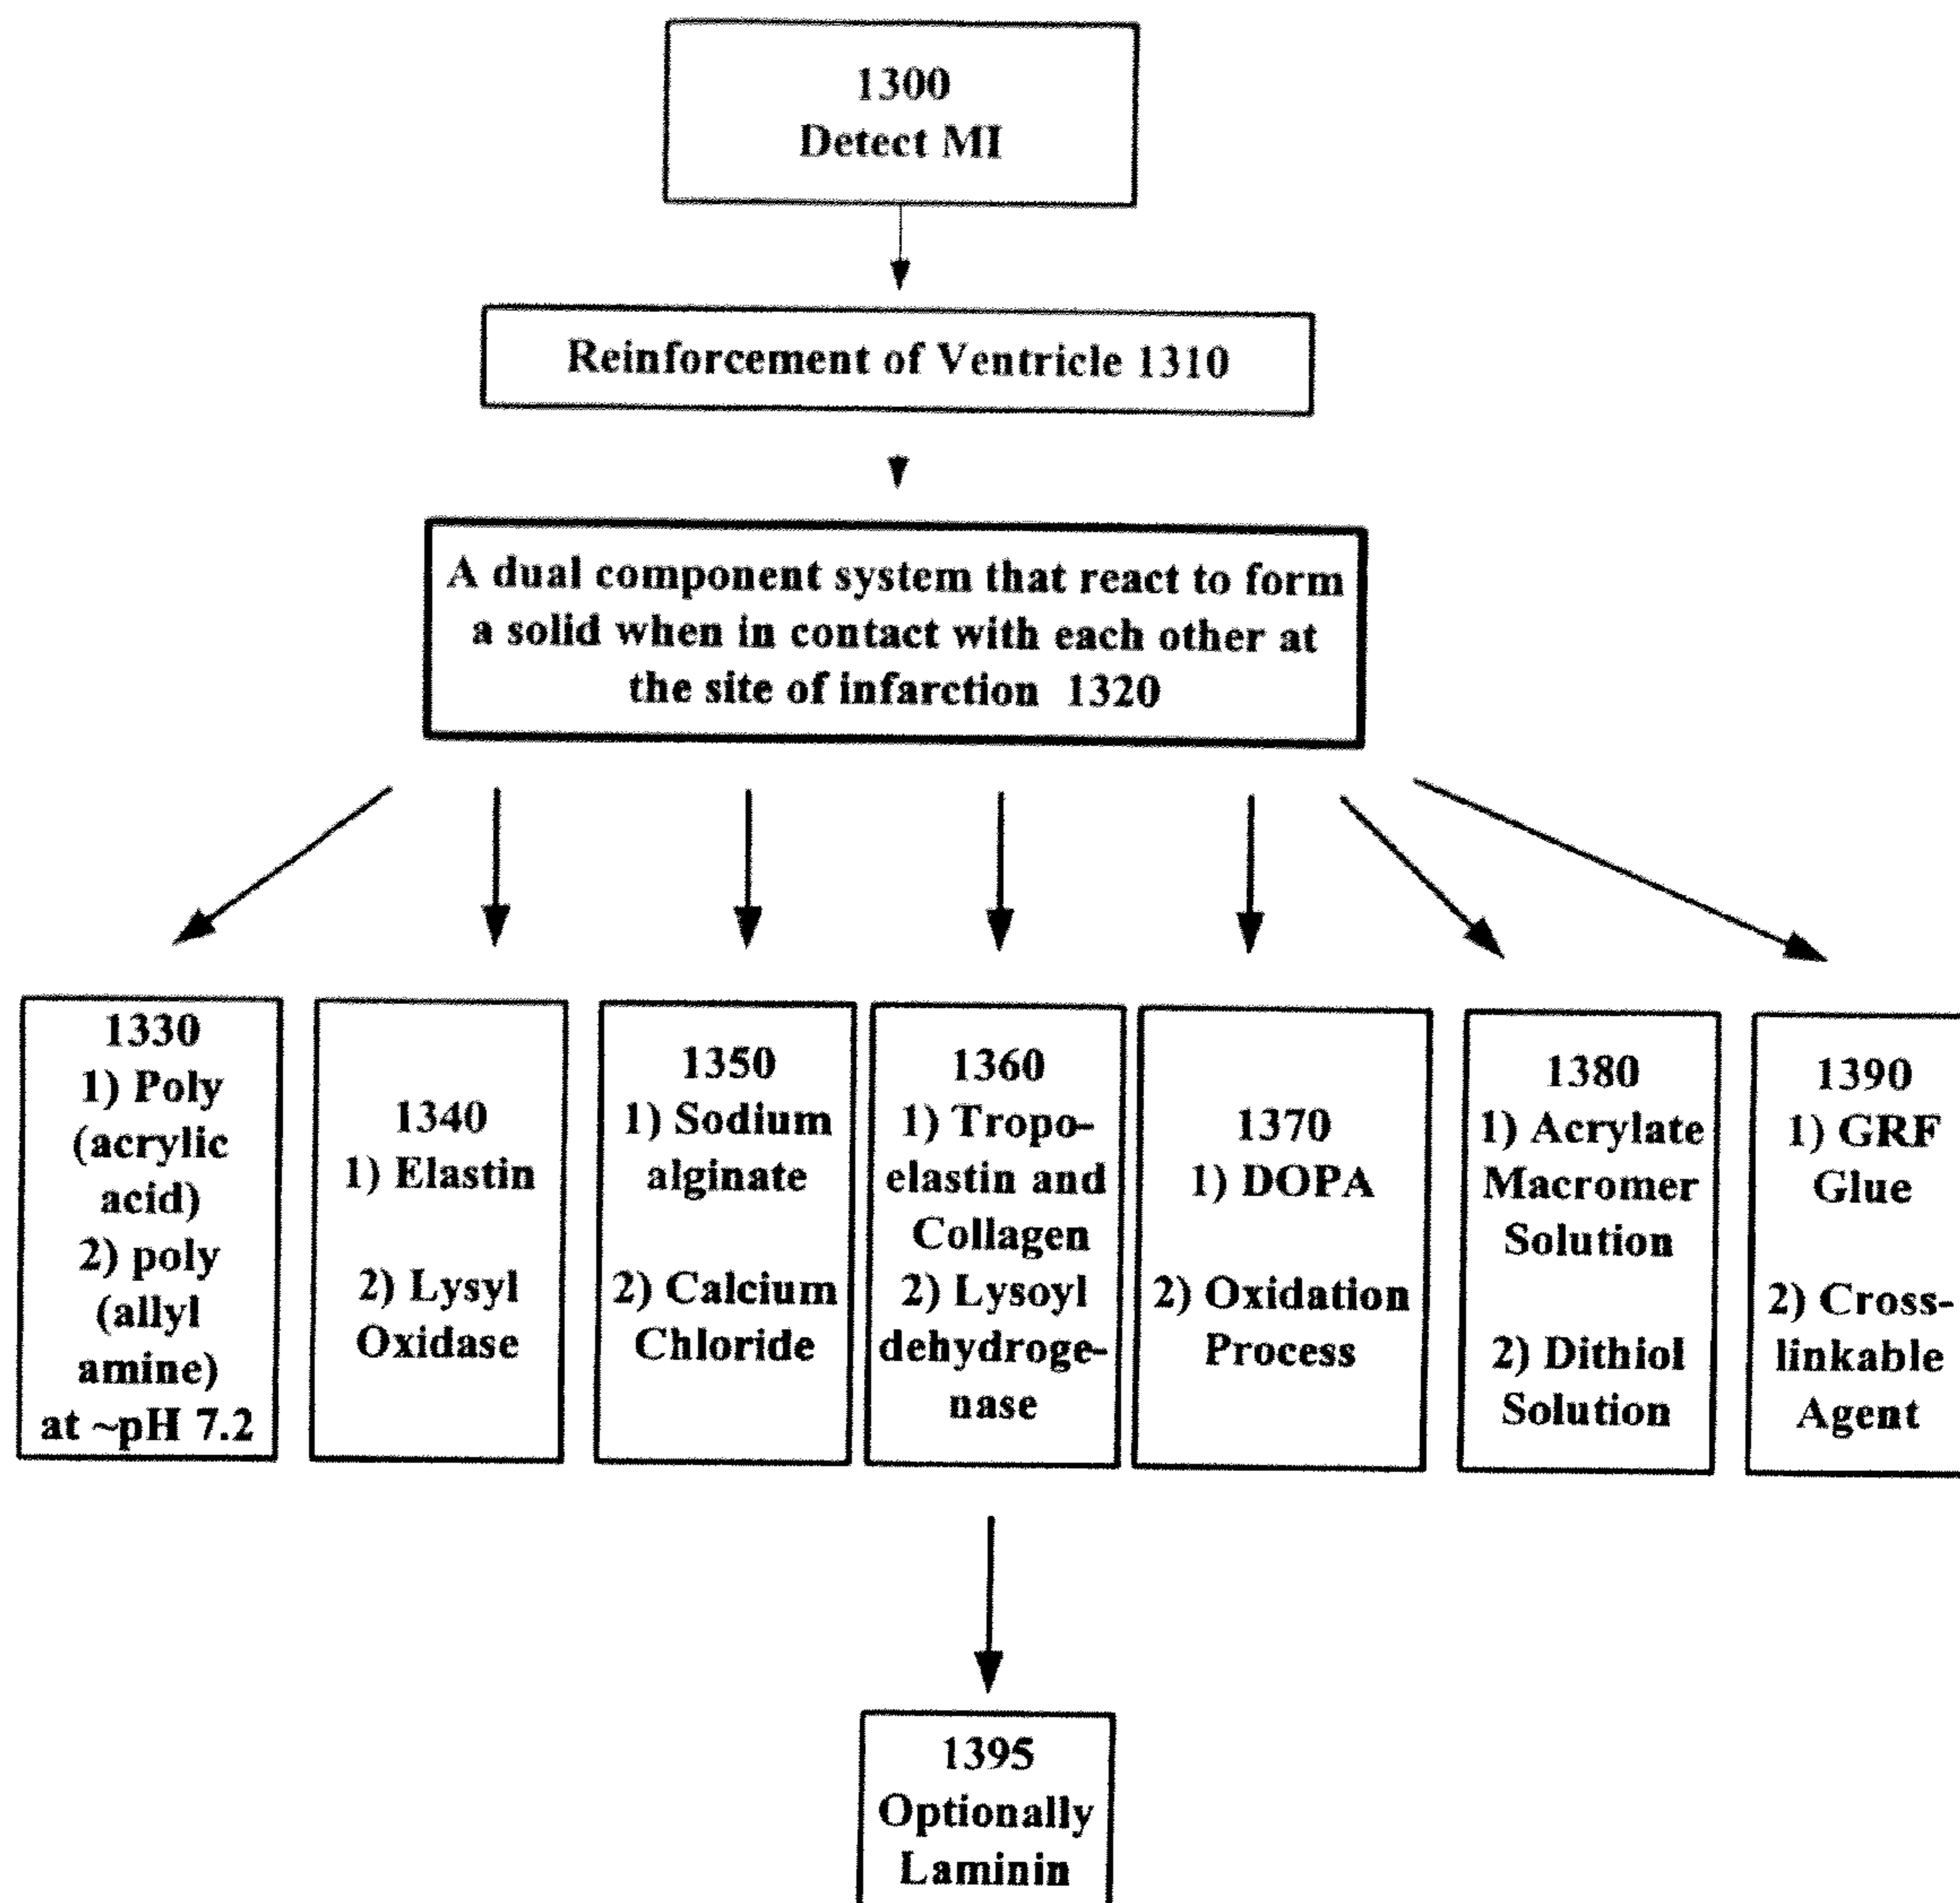 1300
Detect MI
Reinforcement of Ventricle 1310
A dual component system that react to form
a solid when in contact with each other at
the site of infarction 1320
1330
1) Poly
(acrylic
acid)
2) poly
(allyl
amine)
at ~pH 7.2
1340
1) Elastin
2) Lysyl
Oxidase
1350
1) Sodium
alginate
2) Calcium
Chloride
1360
1) Tropo-
elastin and
Collagen
2) Lysoyl
dehydroge-
nase
1370
1) DOPA
2) Oxidation
Process
1380
1) Acrylate
Macromer
Solution
2) Dithiol
Solution
1390
1) GRF
Glue
2) Cross-
linkable
Agent
1395
Optionally
Laminin